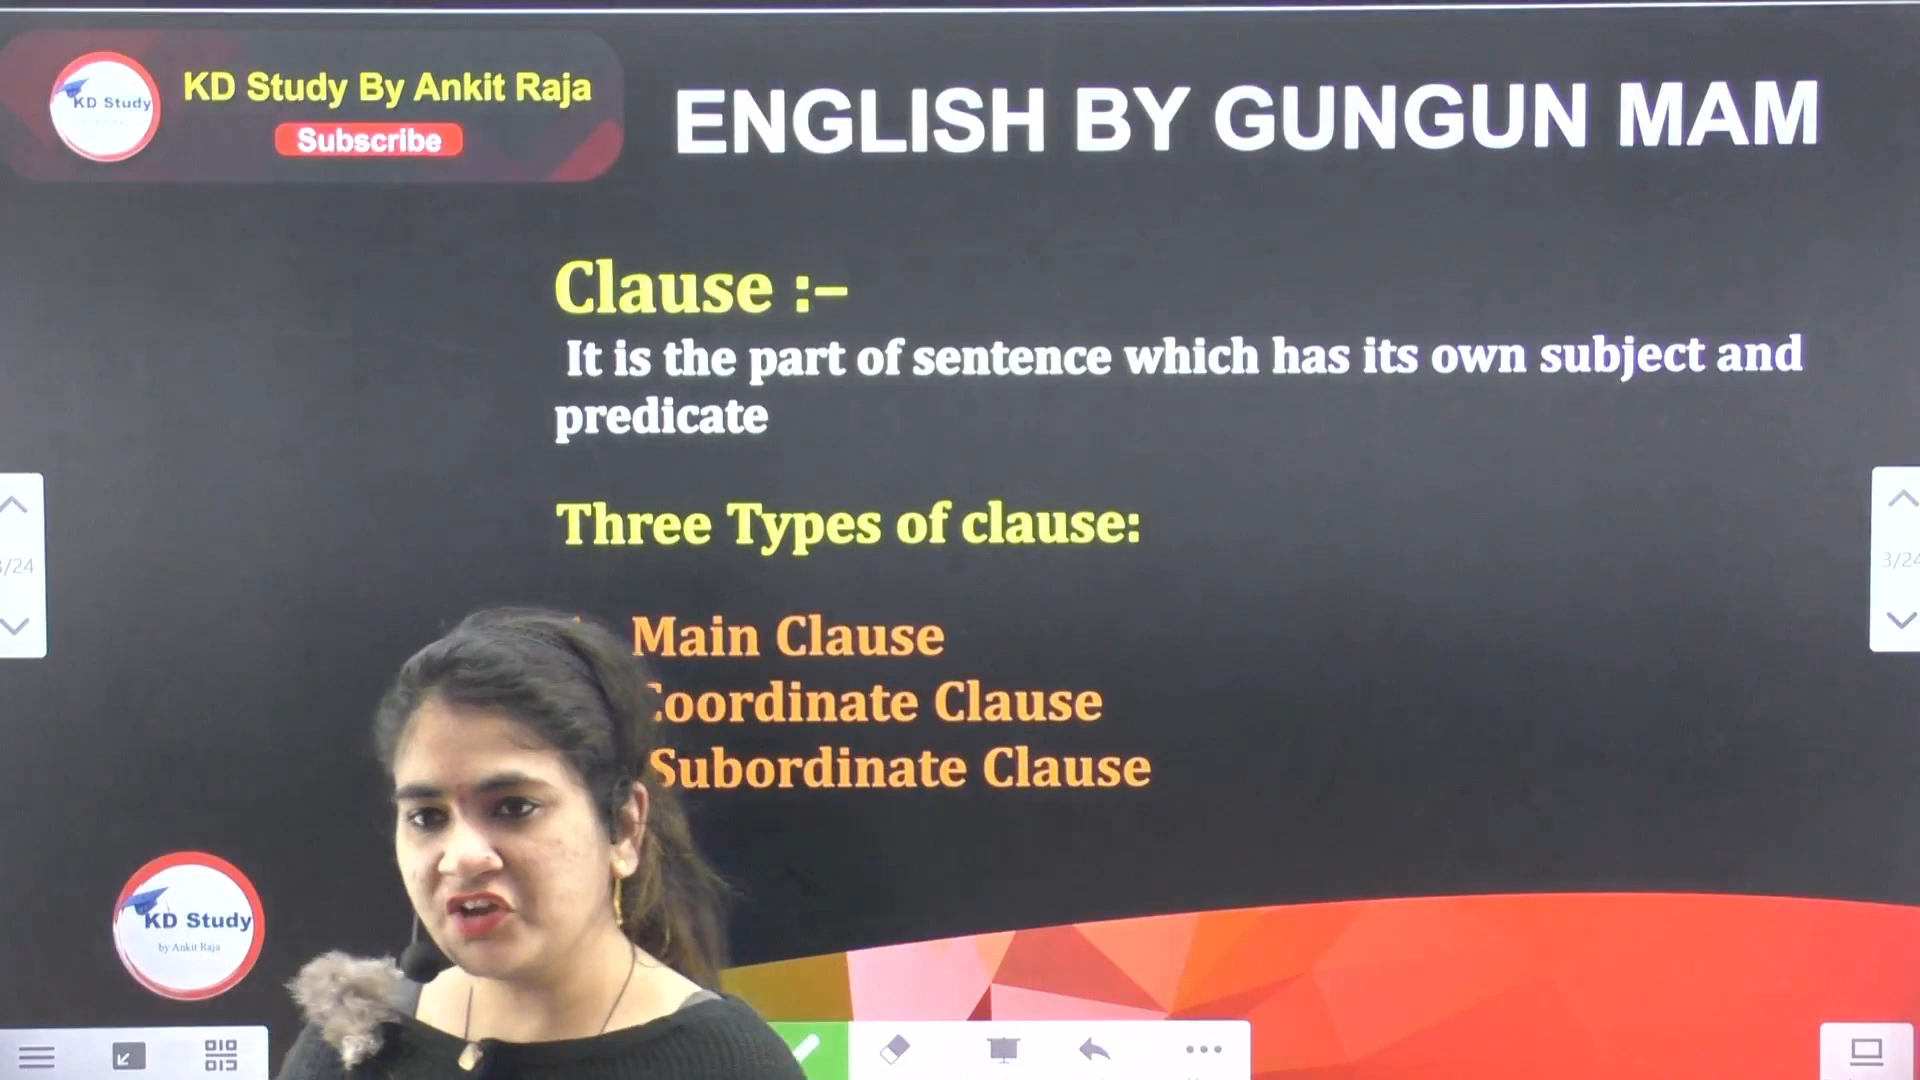 KD Study
KD Study By Ankit Raja
Subscribe
ENGLISH BY GUNGUN MAM
Clause :–
It is the part of sentence which has its own subject and
predicate
3/24
Three Types of clause:
Main Clause
Coordinate Clause
Subordinate Clause
KD Study
by Ankit Raja